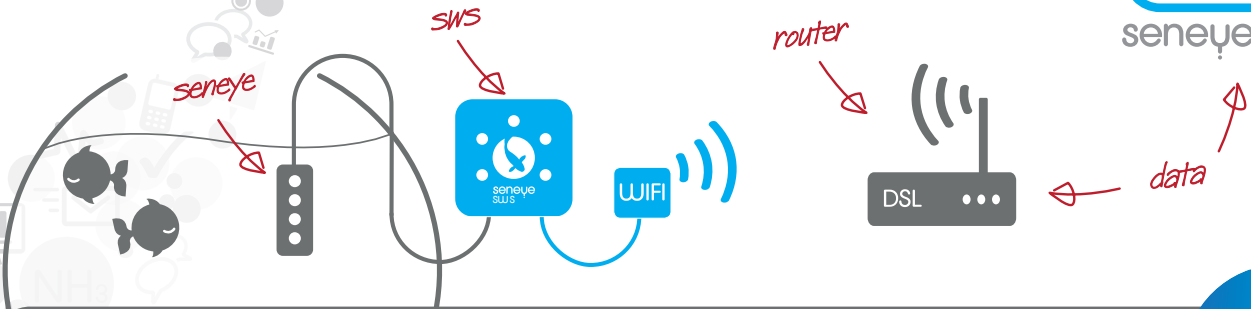 sws
router
seneye
seneye
seneye
sws
WIFI
DSL
data
NH3